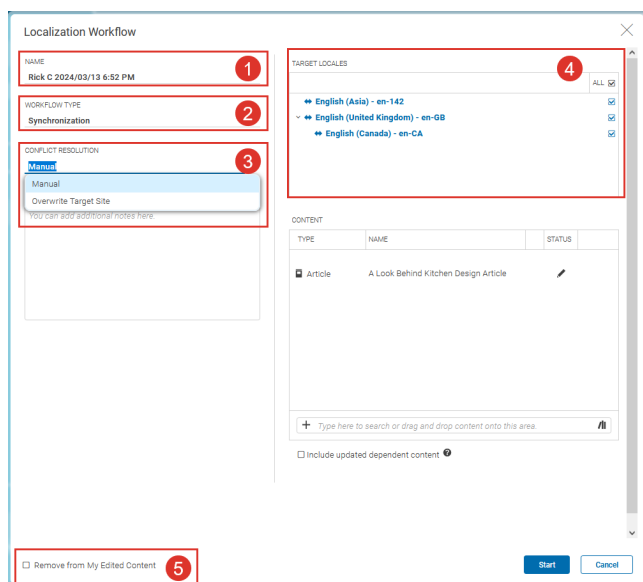 Localization Workflow
NAME
Rick C 2024/03/13 6:52 PM
1
WORKFLOW TYPE
Synchronization
2
CONFLICT RESOLUTION
3
Manual
Manual
Overwrite Target Site
You can add additional notes here.
TARGET LOCALES
4
ALL
English (Asia) - en-142
English (United Kingdom) - en-GB
English (Canada) - en-CA
CONTENT
TYPE NAME STATUS
Article A Look Behind Kitchen Design Article
Type here to search or drag and drop content onto this area.
Include updated dependent content ?
Remove from My Edited Content
5
Start Cancel